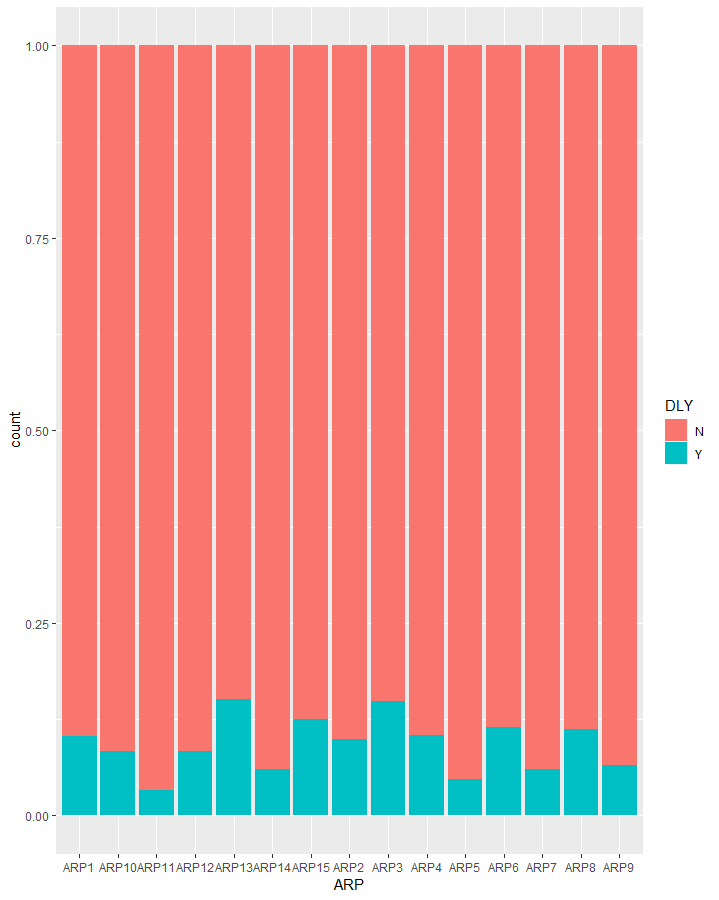 1.00
0.75
0.50
0.25
0.00
count
ARP1 ARP10 ARP11 ARP12 ARP13 ARP14 ARP15 ARP2 ARP3 ARP4 ARP5 ARP6 ARP7 ARP8 ARP9
ARP
DLY
N
Y